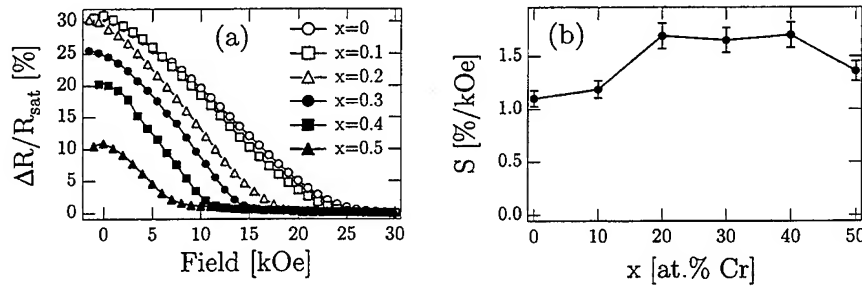 ΔR/R_sat [%]
30
25
20
15
10
5
0
(a)
x=0
x=0.1
x=0.2
x=0.3
x=0.4
x=0.5
0 5 10 15 20 25 30
Field [kOe]
S [%/kOe]
1.5
1.0
0.5
0.0
(b)
0 10 20 30 40 50
x [at.% Cr]